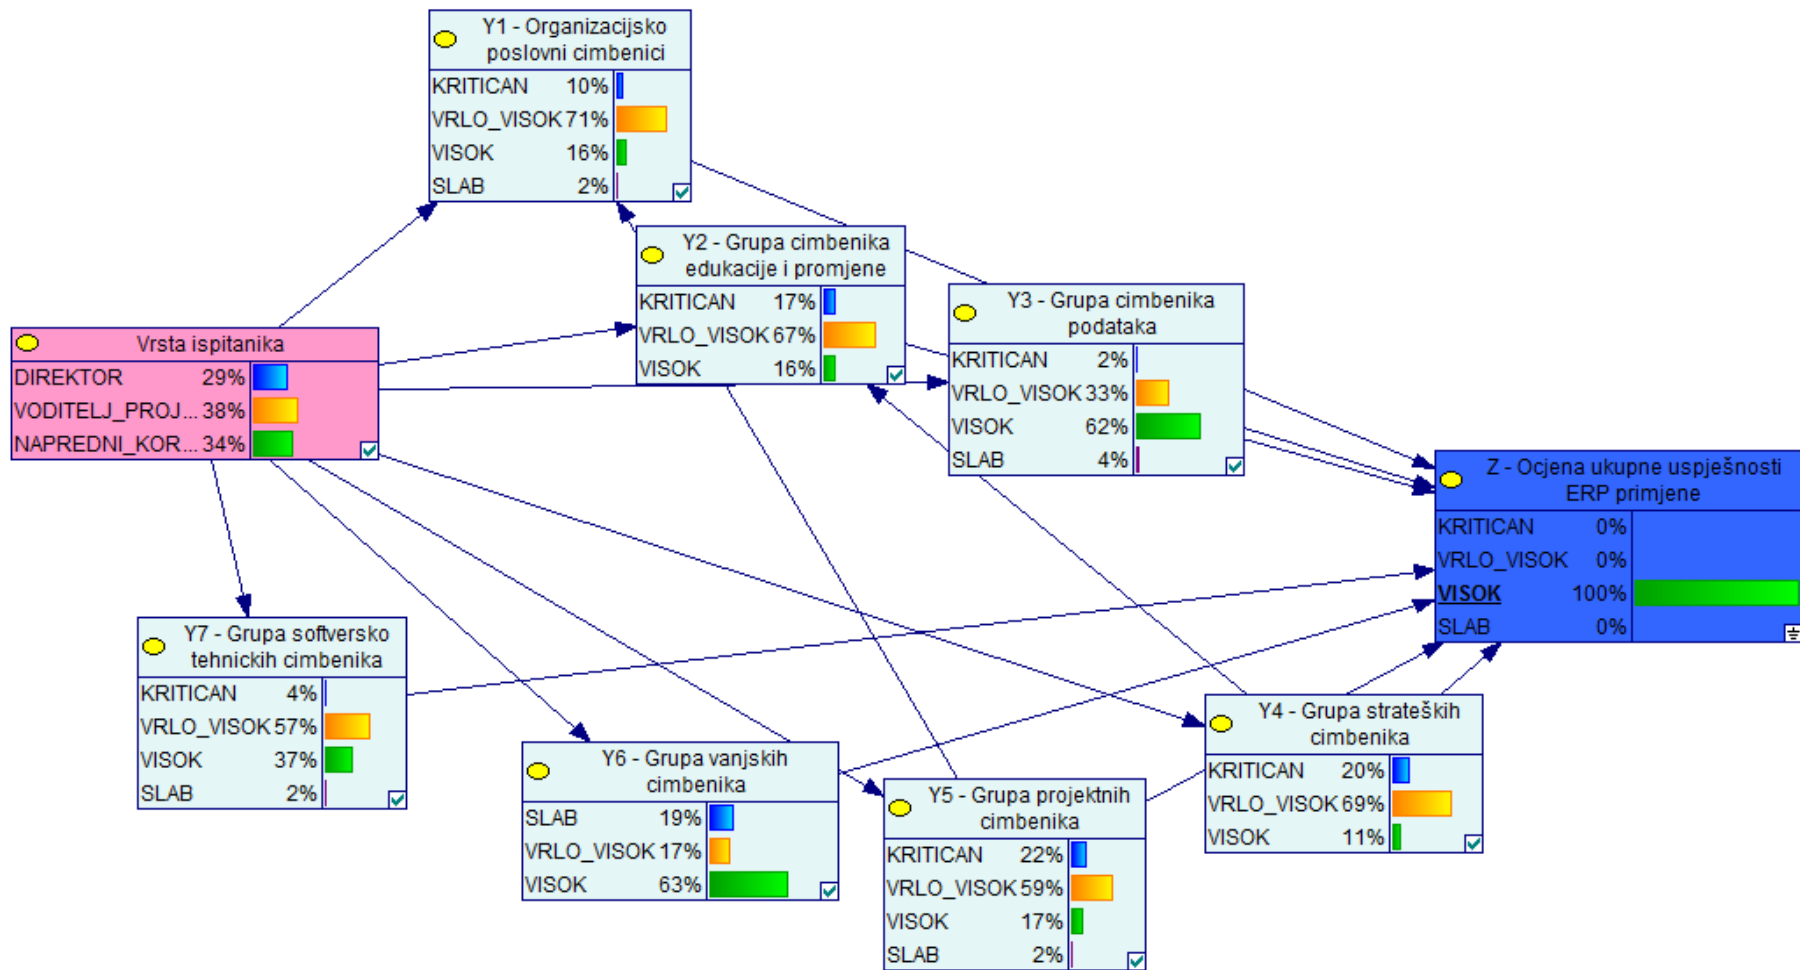 Y1 - Organizacijsko
poslovni cimbenici
KRITICAN 10%
VRLO_VISOK 71%
VISOK 16%
SLAB 2%
Y2 - Grupa cimbenika
edukacije i promjene
KRITICAN 17%
VRLO_VISOK 67%
VISOK 16%
Y3 - Grupa cimbenika
podataka
KRITICAN 2%
VRLO_VISOK 33%
VISOK 62%
SLAB 4%
Vrsta ispitanika
DIREKTOR 29%
VODITELJ_PROJ... 38%
NAPREDNI_KOR... 34%
Z - Ocjena ukupne uspješnosti
ERP primjene
KRITICAN 0%
VRLO_VISOK 0%
VISOK 100%
SLAB 0%
Y7 - Grupa softversko
tehnickih cimbenika
KRITICAN 4%
VRLO_VISOK 57%
VISOK 37%
SLAB 2%
Y6 - Grupa vanjskih
cimbenika
SLAB 19%
VRLO_VISOK 17%
VISOK 63%
Y5 - Grupa projektnih
cimbenika
KRITICAN 22%
VRLO_VISOK 59%
VISOK 17%
SLAB 2%
Y4 - Grupa strateških
cimbenika
KRITICAN 20%
VRLO_VISOK 69%
VISOK 11%